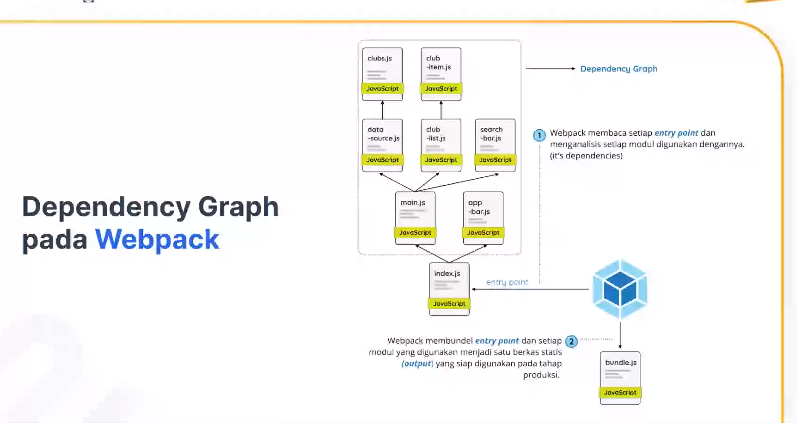 Dependency Graph
pada Webpack
clubs.js
JavaScript
club
-item.js
JavaScript
Dependency Graph
data
-source.js
JavaScript
club
-list.js
JavaScript
search
-bar.js
JavaScript
1
Webpack membaca setiap entry point dan
menganalisis setiap modul digunakan dengannya.
(it's dependencies)
main.js
JavaScript
app
-bar.js
JavaScript
index.js
JavaScript
entry point
Webpack membundel entry point dan setiap
modul yang digunakan menjadi satu berkas statis
(output) yang siap digunakan pada tahap
produksi.
2
bundle.js
JavaScript